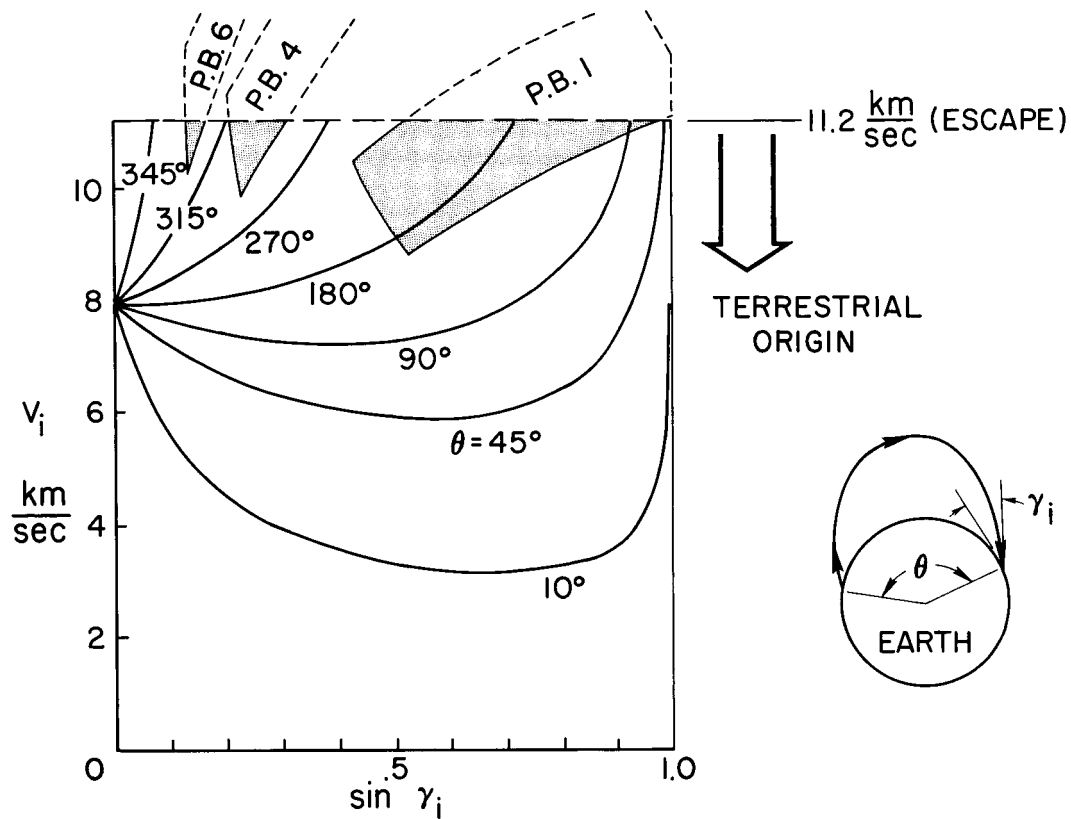 P.B. 6
P.B. 4
P.B. 1
11.2 km/sec (ESCAPE)
10
345°
315°
270°
180°
8
90°
TERRESTRIAL
ORIGIN
V_i
6
θ = 45°
km/sec
4
10°
γ_i
θ
EARTH
2
0
.5
1.0
sin γ_i